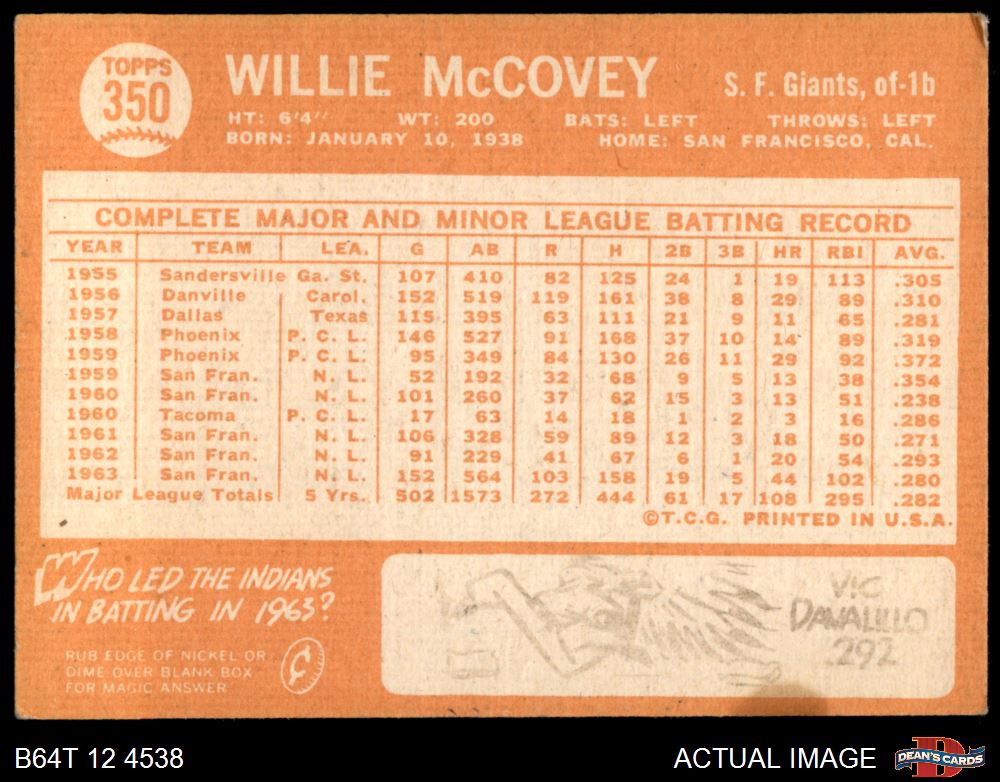 TOPPS
350
WILLIE McCOVEY
S. F. Giants, of-1b
HT: 6'4" WT: 200 BATS: LEFT THROWS: LEFT
BORN: JANUARY 10, 1938 HOME: SAN FRANCISCO, CAL.
COMPLETE MAJOR AND MINOR LEAGUE BATTING RECORD
YEAR TEAM LEA. G AB R H 2B 3B HR RBI AVG.
1955 Sandersville Ga. St. 107 410 82 125 24 1 19 113 .305
1956 Danville Carol. 152 519 119 161 38 8 29 89 .310
1957 Dallas Texas 115 395 63 111 21 9 11 65 .281
1958 Phoenix P. C. L. 146 527 91 168 37 10 14 89 .319
1959 Phoenix P. C. L. 95 349 84 130 26 11 29 92 .372
1959 San Fran. N. L. 52 192 32 68 9 5 13 38 .354
1960 San Fran. N. L. 101 260 37 62 15 3 13 51 .238
1960 Tacoma P. C. L. 17 63 14 18 1 2 3 16 .286
1961 San Fran. N. L. 106 328 59 89 12 3 18 50 .271
1962 San Fran. N. L. 91 229 41 67 6 1 20 54 .293
1963 San Fran. N. L. 152 564 103 158 19 5 44 102 .280
Major League Totals 5 Yrs. 502 1573 272 444 61 17 108 295 .282
©T.C.G. PRINTED IN U.S.A.
WHO LED THE INDIANS
IN BATTING IN 1963?
RUB EDGE OF NICKEL OR
DIME OVER BLANK BOX
FOR MAGIC ANSWER
VIC
DAVALILLO
.292
B64T 12 4538
ACTUAL IMAGE
DEAN'S CARDS